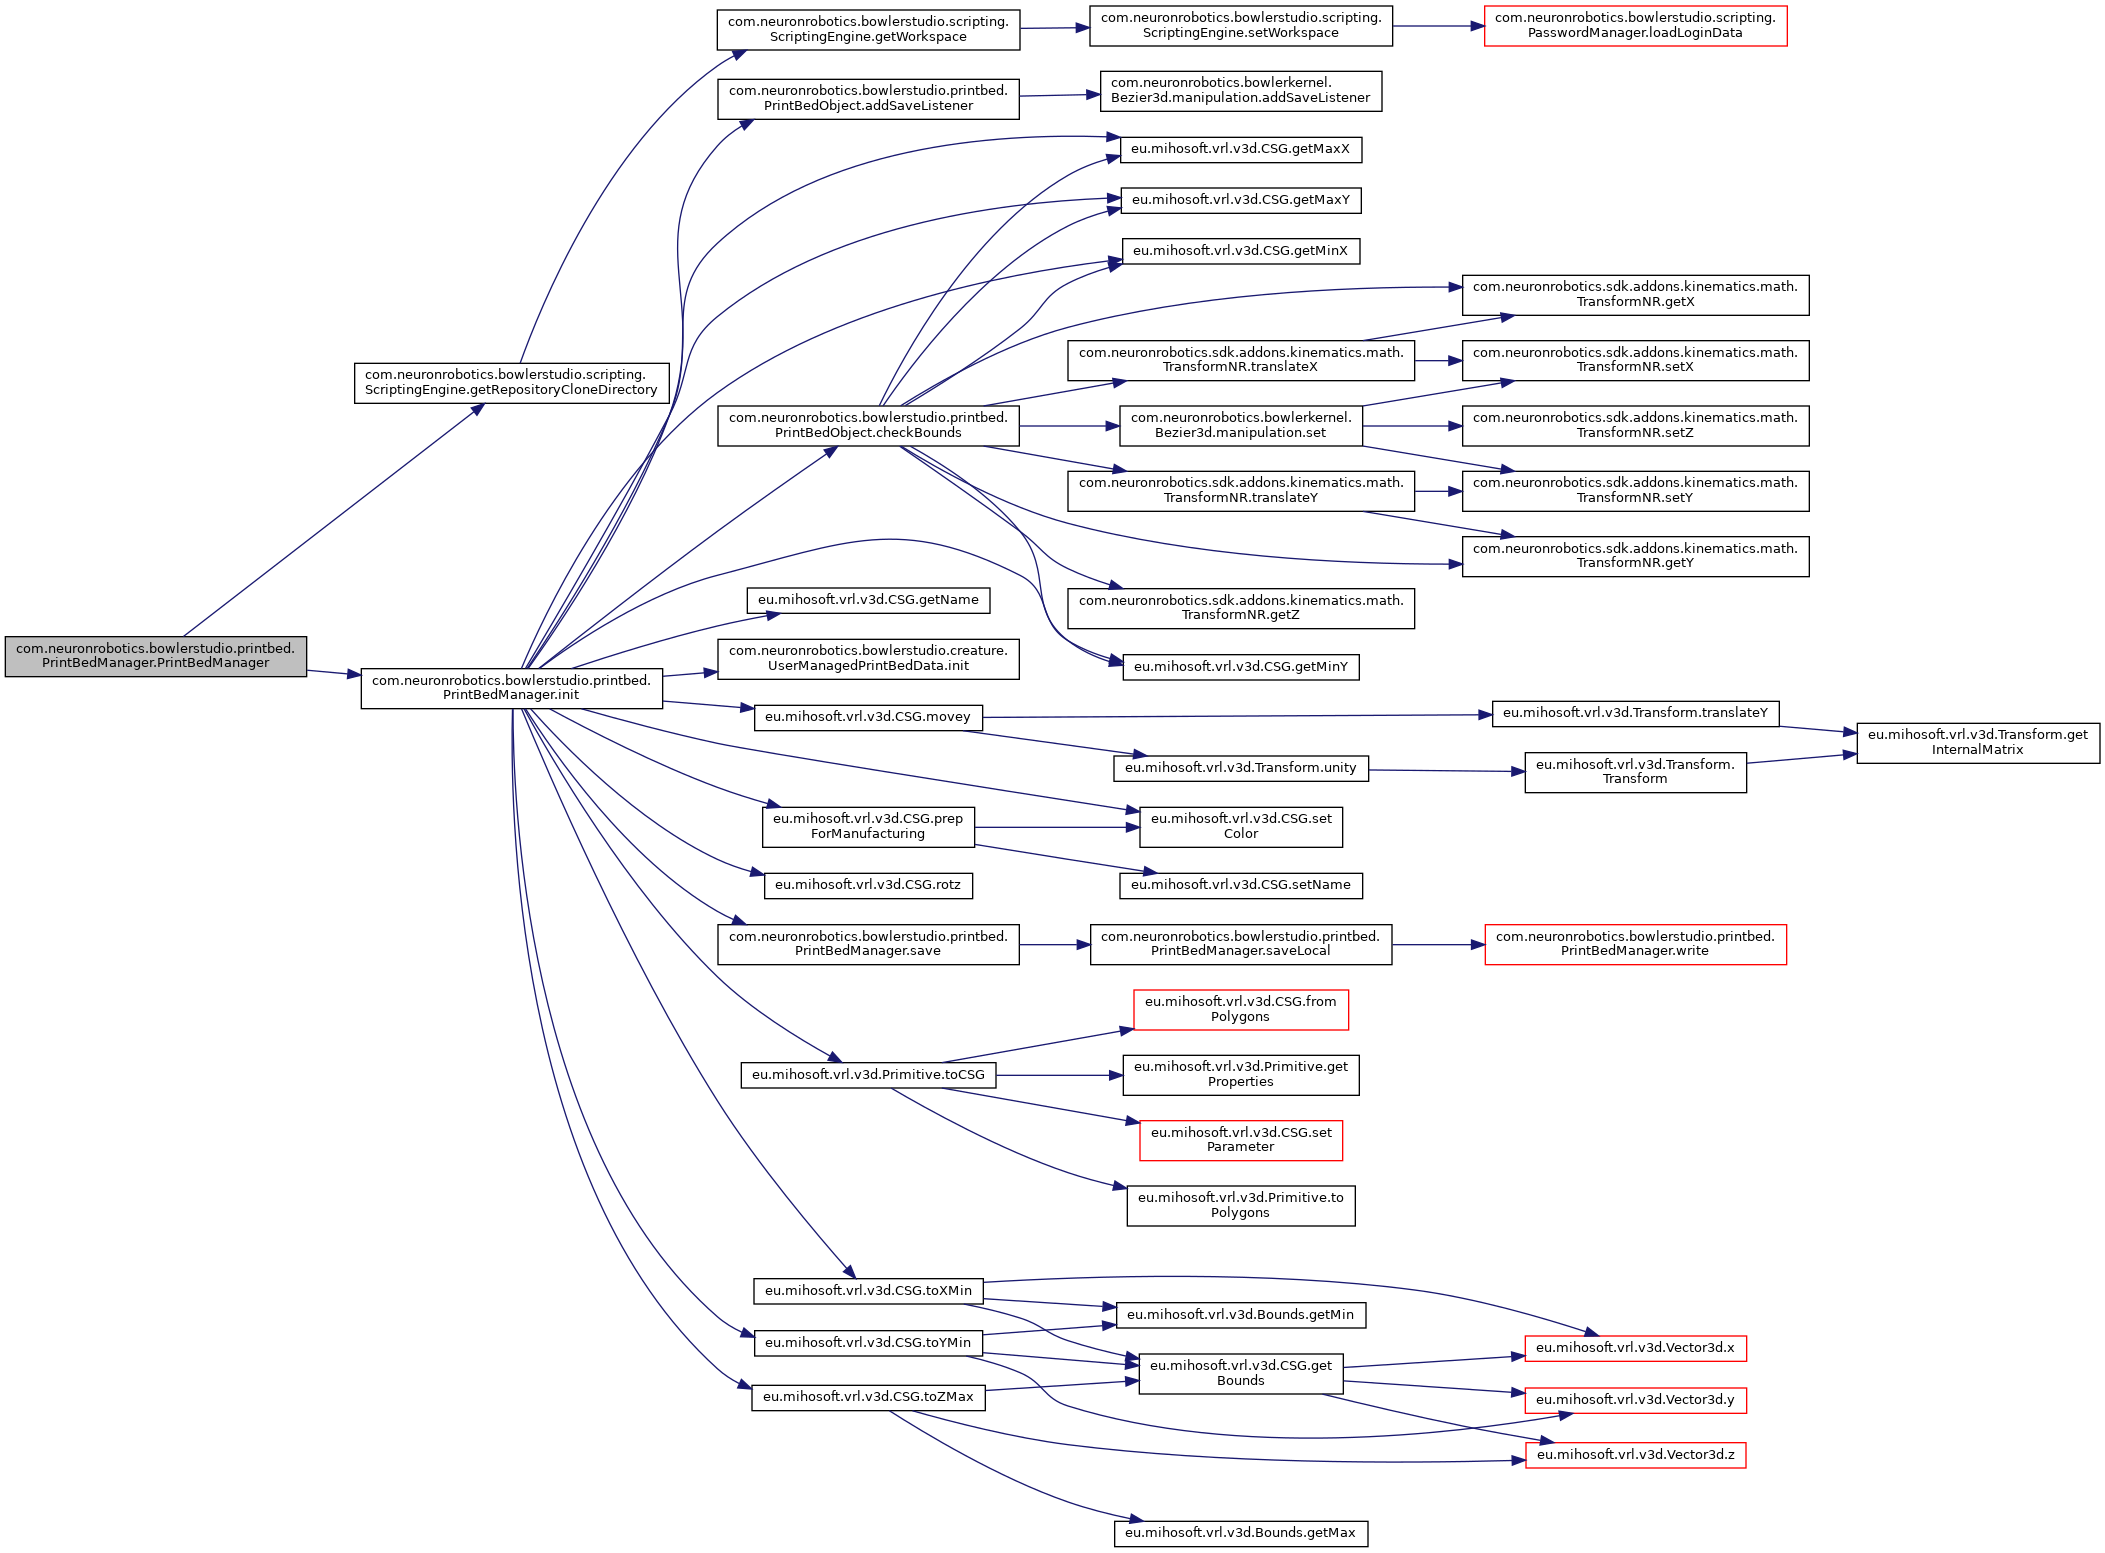 com.neuronrobotics.bowlerstudio.printbed.
PrintBedManager.PrintBedManager
com.neuronrobotics.bowlerstudio.scripting.
ScriptingEngine.getRepositoryCloneDirectory
com.neuronrobotics.bowlerstudio.printbed.
PrintBedManager.init
com.neuronrobotics.bowlerstudio.scripting.
ScriptingEngine.getWorkspace
com.neuronrobotics.bowlerstudio.printbed.
PrintBedObject.addSaveListener
com.neuronrobotics.bowlerstudio.printbed.
PrintBedObject.checkBounds
eu.mihosoft.vrl.v3d.CSG.getName
com.neuronrobotics.bowlerstudio.creature.
UserManagedPrintBedData.init
eu.mihosoft.vrl.v3d.CSG.movey
eu.mihosoft.vrl.v3d.CSG.prep
ForManufacturing
eu.mihosoft.vrl.v3d.CSG.rotz
com.neuronrobotics.bowlerstudio.printbed.
PrintBedManager.save
eu.mihosoft.vrl.v3d.Primitive.toCSG
eu.mihosoft.vrl.v3d.CSG.toXMin
eu.mihosoft.vrl.v3d.CSG.toYMin
eu.mihosoft.vrl.v3d.CSG.toZMax
com.neuronrobotics.bowlerstudio.scripting.
ScriptingEngine.setWorkspace
com.neuronrobotics.bowlerkernel.
Bezier3d.manipulation.addSaveListener
eu.mihosoft.vrl.v3d.CSG.getMaxX
eu.mihosoft.vrl.v3d.CSG.getMaxY
eu.mihosoft.vrl.v3d.CSG.getMinX
com.neuronrobotics.sdk.addons.kinematics.math.
TransformNR.translateX
com.neuronrobotics.bowlerkernel.
Bezier3d.manipulation.set
com.neuronrobotics.sdk.addons.kinematics.math.
TransformNR.translateY
com.neuronrobotics.sdk.addons.kinematics.math.
TransformNR.getZ
eu.mihosoft.vrl.v3d.CSG.getMinY
eu.mihosoft.vrl.v3d.Transform.unity
eu.mihosoft.vrl.v3d.CSG.set
Color
eu.mihosoft.vrl.v3d.CSG.setName
com.neuronrobotics.bowlerstudio.printbed.
PrintBedManager.saveLocal
eu.mihosoft.vrl.v3d.CSG.from
Polygons
eu.mihosoft.vrl.v3d.Primitive.get
Properties
eu.mihosoft.vrl.v3d.CSG.set
Parameter
eu.mihosoft.vrl.v3d.Primitive.to
Polygons
eu.mihosoft.vrl.v3d.Bounds.getMin
eu.mihosoft.vrl.v3d.CSG.get
Bounds
eu.mihosoft.vrl.v3d.Bounds.getMax
com.neuronrobotics.bowlerstudio.scripting.
PasswordManager.loadLoginData
com.neuronrobotics.sdk.addons.kinematics.math.
TransformNR.getX
com.neuronrobotics.sdk.addons.kinematics.math.
TransformNR.setX
com.neuronrobotics.sdk.addons.kinematics.math.
TransformNR.setZ
com.neuronrobotics.sdk.addons.kinematics.math.
TransformNR.setY
com.neuronrobotics.sdk.addons.kinematics.math.
TransformNR.getY
eu.mihosoft.vrl.v3d.Transform.translateY
eu.mihosoft.vrl.v3d.Transform.
Transform
com.neuronrobotics.bowlerstudio.printbed.
PrintBedManager.write
eu.mihosoft.vrl.v3d.Vector3d.x
eu.mihosoft.vrl.v3d.Vector3d.y
eu.mihosoft.vrl.v3d.Vector3d.z
eu.mihosoft.vrl.v3d.Transform.get
InternalMatrix